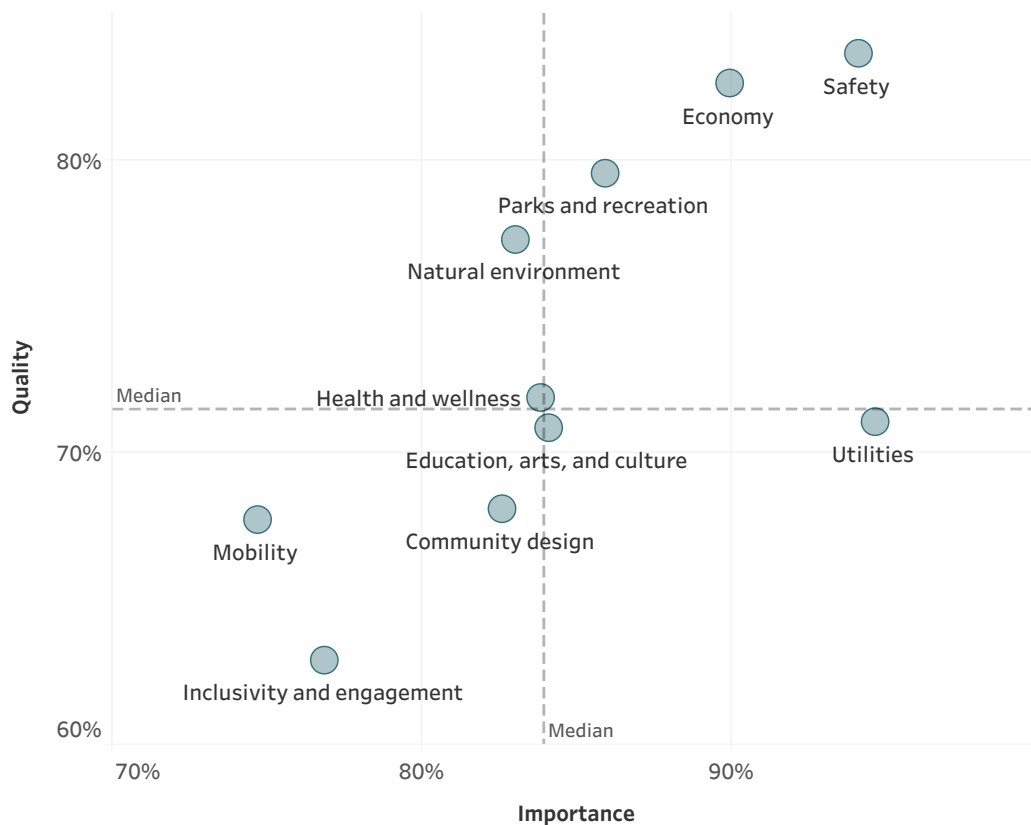 Safety
Economy
80%
Parks and recreation
Natural environment
Quality
Median
Health and wellness
70%
Utilities
Education, arts, and culture
Community design
Mobility
Inclusivity and engagement
60%
Median
70%
80%
90%
Importance